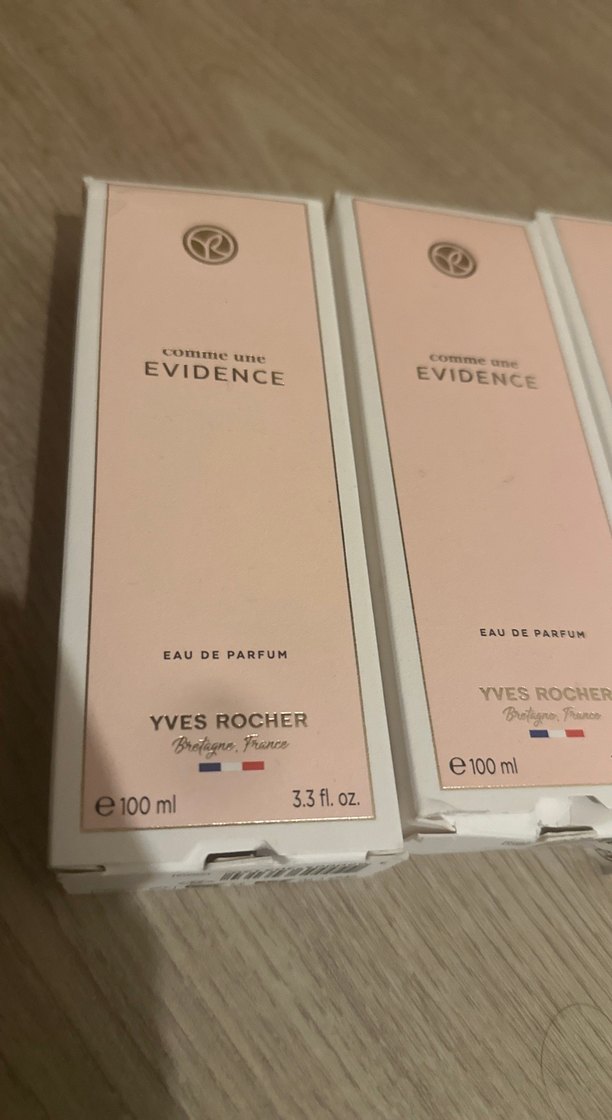 comme une
EVIDENCE
EAU DE PARFUM
YVES ROCHER
Bretagne, France
e 100 ml 3.3 fl. oz.
comme une
EVIDENCE
EAU DE PARFUM
YVES ROCHER
Bretagne, France
e 100 ml